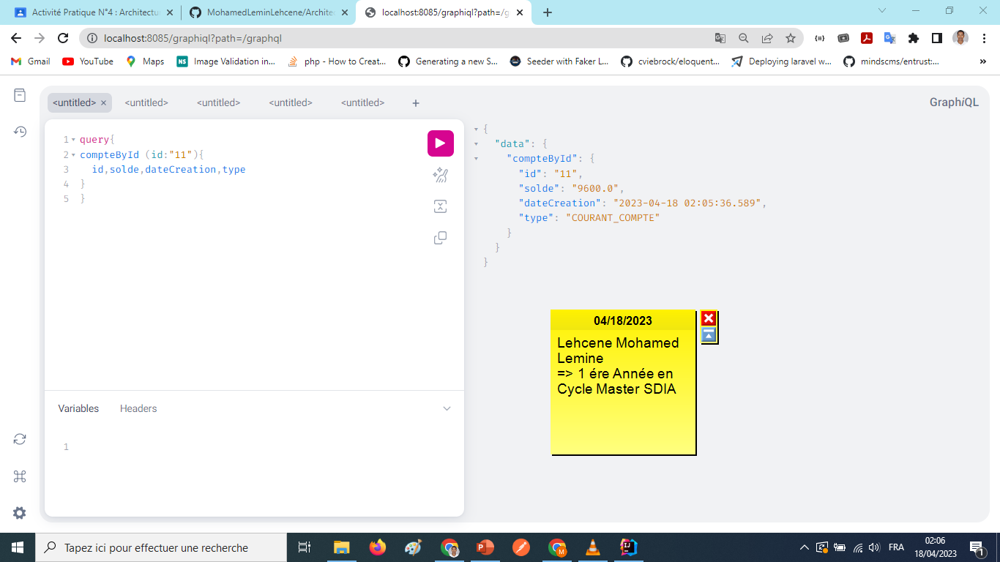 Activité Pratique N°4 : Architectu
MohamedLeminLehcene/Architec
localhost:8085/graphiql?path=/g
localhost:8085/graphiql?path=/graphql
Gmail
YouTube
Maps
NS
Image Validation in...
php - How to Creat...
Generating a new S...
Seeder with Faker L...
cviebrock/eloquent...
Deploying laravel w...
mindscms/entrust:...
»
<untitled>
<untitled>
<untitled>
<untitled>
<untitled>
+
GraphiQL
1 query{
2 compteById (id:"11"){
3 id,solde,dateCreation,type
4 }
5 }
{
"data": {
"compteById": {
"id": "11",
"solde": "9600.0",
"dateCreation": "2023-04-18 02:05:36.589",
"type": "COURANT_COMPTE"
}
}
}
04/18/2023
Lehcene Mohamed
Lemine
=> 1 ére Année en
Cycle Master SDIA
Variables
Headers
1
Tapez ici pour effectuer une recherche
FRA
02:06
18/04/2023
1